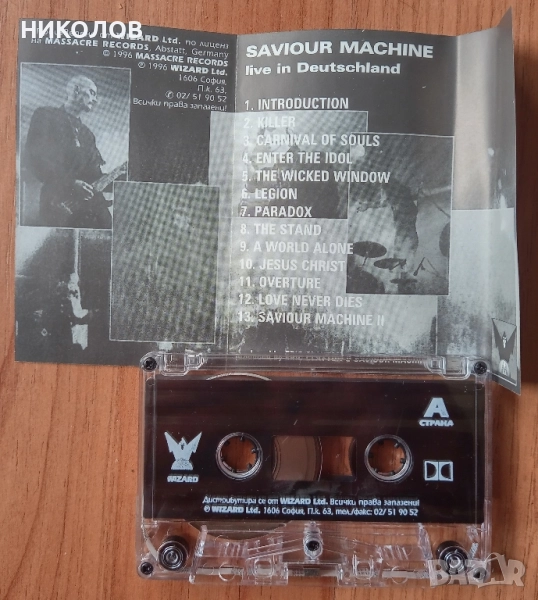 НИКОЛОВ
WIZARD Ltd. по лиценз
на MASSACRE RECORDS, Abstatt, Germany
© 1996 MASSACRE RECORDS
℗ 1996 WIZARD Ltd.
1606 София,
П.к. 63,
✆ 02/ 51 90 52
Всички права запазени!
SAVIOUR MACHINE
live in Deutschland
1. INTRODUCTION
2. KILLER
3. CARNIVAL OF SOULS
4. ENTER THE IDOL
5. THE WICKED WINDOW
6. LEGION
7. PARADOX
8. THE STAND
9. A WORLD ALONE
10. JESUS CHRIST
11. OVERTURE
12. LOVE NEVER DIES
13. SAVIOUR MACHINE II
A
СТРАНА
WIZARD
Дистрибутира се от WIZARD Ltd. Всички права запазени!
℗ WIZARD Ltd. 1606 София, П.к. 63, тел./факс: 02/ 51 90 52
BAZAR